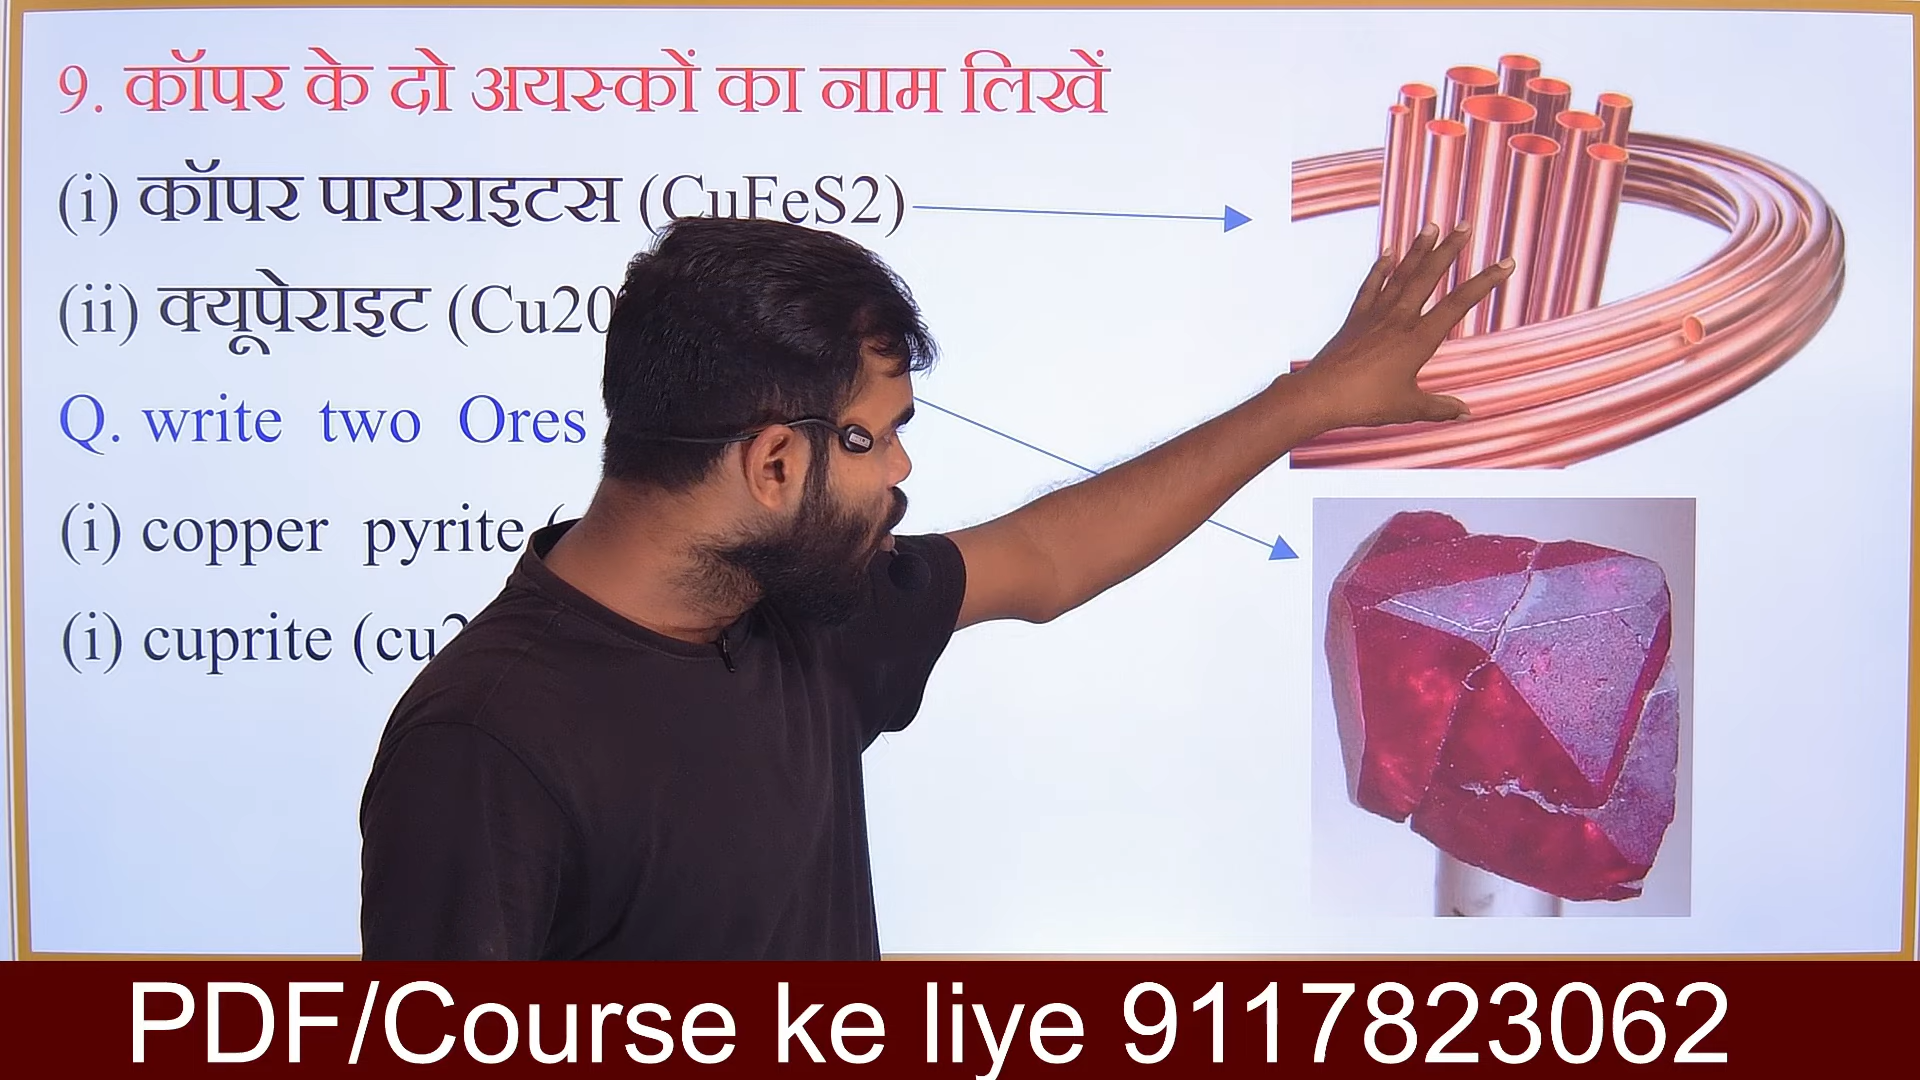 9. कॉपर के दो अयस्कों का नाम लिखें
(i) कॉपर पायराइटस (CuFeS2)
(ii) क्यूपेराइट (Cu20
Q. write two Ores
(i) copper pyrite (
(i) cuprite (cu2
PDF/Course ke liye 9117823062